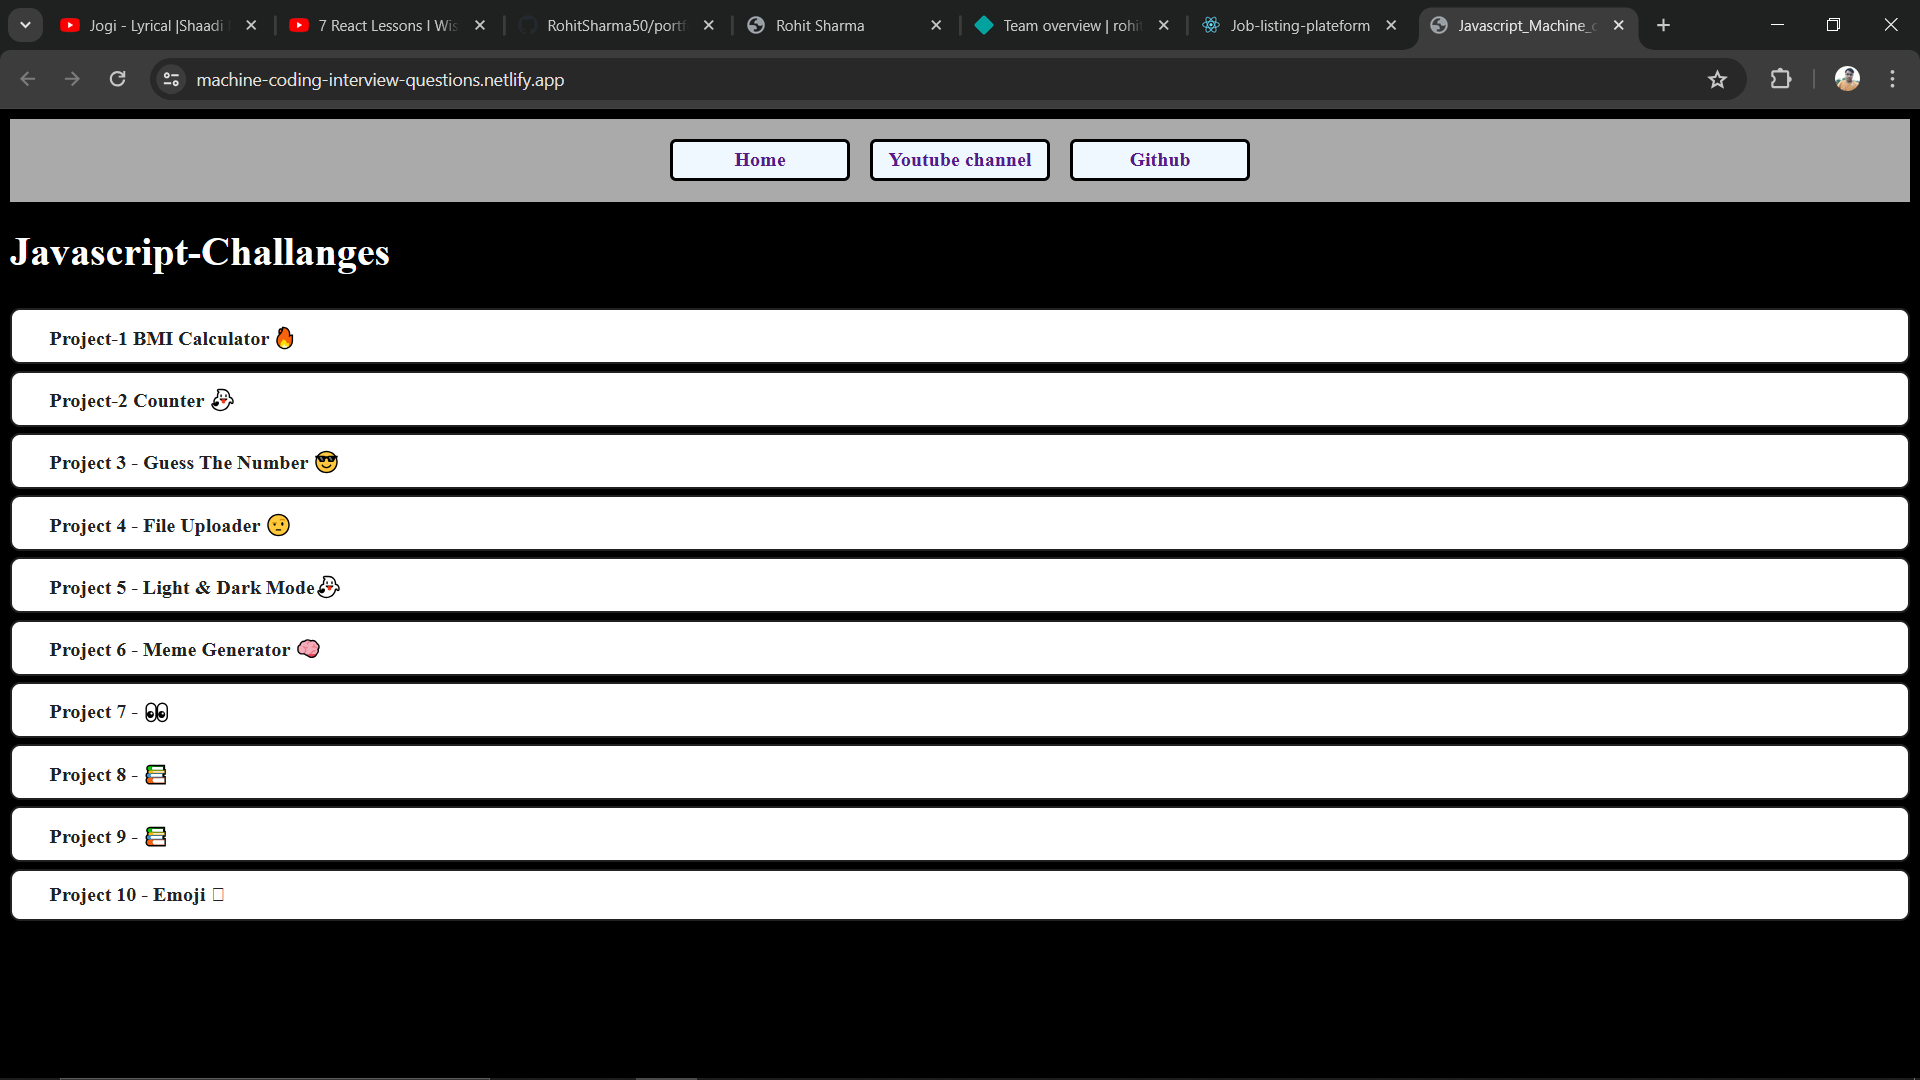 Jogi - Lyrical |Shaadi
7 React Lessons I Wis
RohitSharma50/portf
Rohit Sharma
Team overview | rohit
Job-listing-plateform
Javascript_Machine_c
machine-coding-interview-questions.netlify.app
Home
Youtube channel
Github
Javascript-Challanges
Project-1 BMI Calculator 🔥
Project-2 Counter 👻
Project 3 - Guess The Number 😎
Project 4 - File Uploader 🤨
Project 5 - Light & Dark Mode👻
Project 6 - Meme Generator 🧠
Project 7 - 👀
Project 8 - 📚
Project 9 - 📚
Project 10 - Emoji